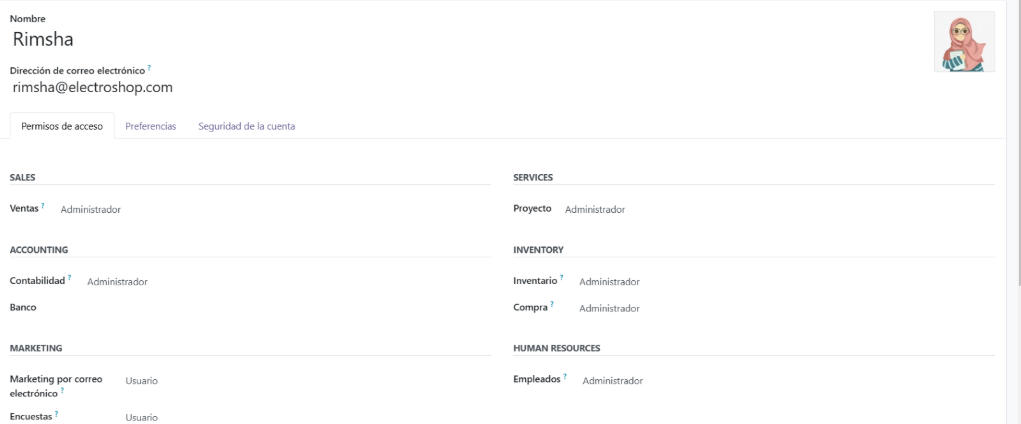 Nombre
Rimsha
Dirección de correo electrónico ?
rimsha@electroshop.com
Permisos de acceso
Preferencias
Seguridad de la cuenta
SALES
Ventas ? Administrador
SERVICES
Proyecto Administrador
ACCOUNTING
Contabilidad ? Administrador
Banco
INVENTORY
Inventario ? Administrador
Compra ? Administrador
MARKETING
Marketing por correo
electrónico ? Usuario
Encuestas ? Usuario
HUMAN RESOURCES
Empleados ? Administrador